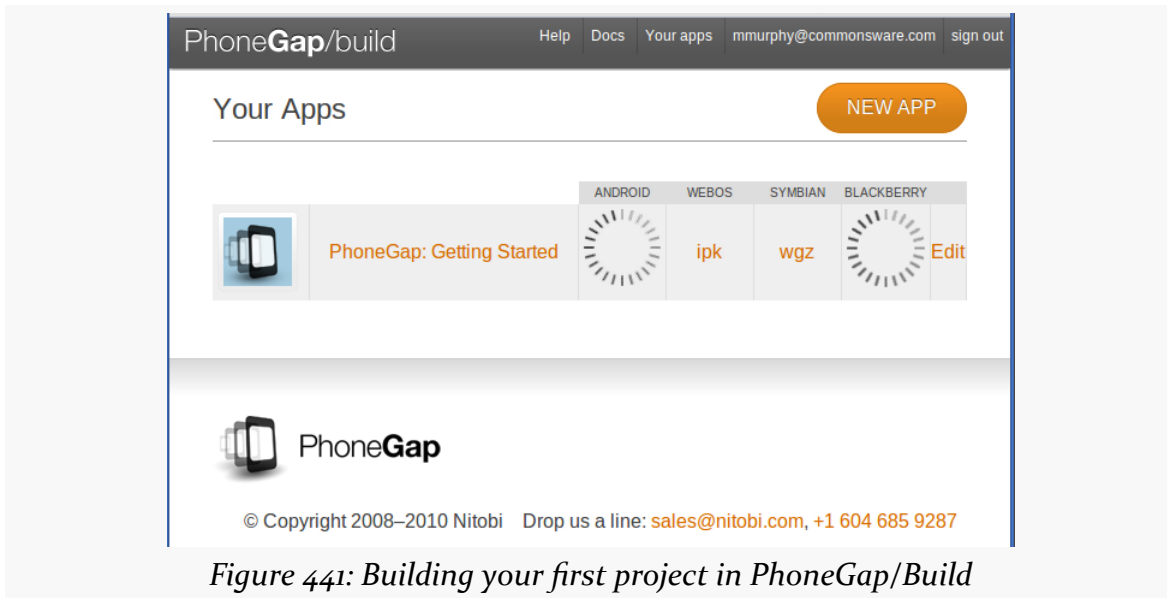 PhoneGap/build Help Docs Your apps mmurphy@commonsware.com sign out
Your Apps NEW APP
ANDROID WEBOS SYMBIAN BLACKBERRY
PhoneGap: Getting Started ipk wgz Edit
PhoneGap
© Copyright 2008–2010 Nitobi Drop us a line: sales@nitobi.com, +1 604 685 9287
Figure 441: Building your first project in PhoneGap/Build